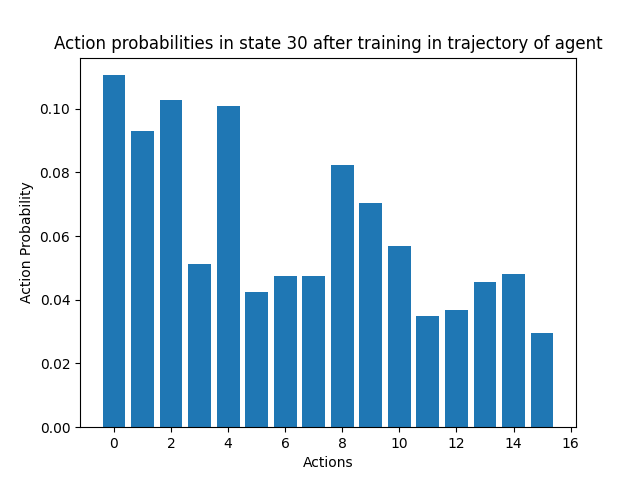 Action probabilities in state 30 after training in trajectory of agent
0.10
0.08
0.06
0.04
0.02
0.00
Action Probability
0 2 4 6 8 10 12 14 16
Actions